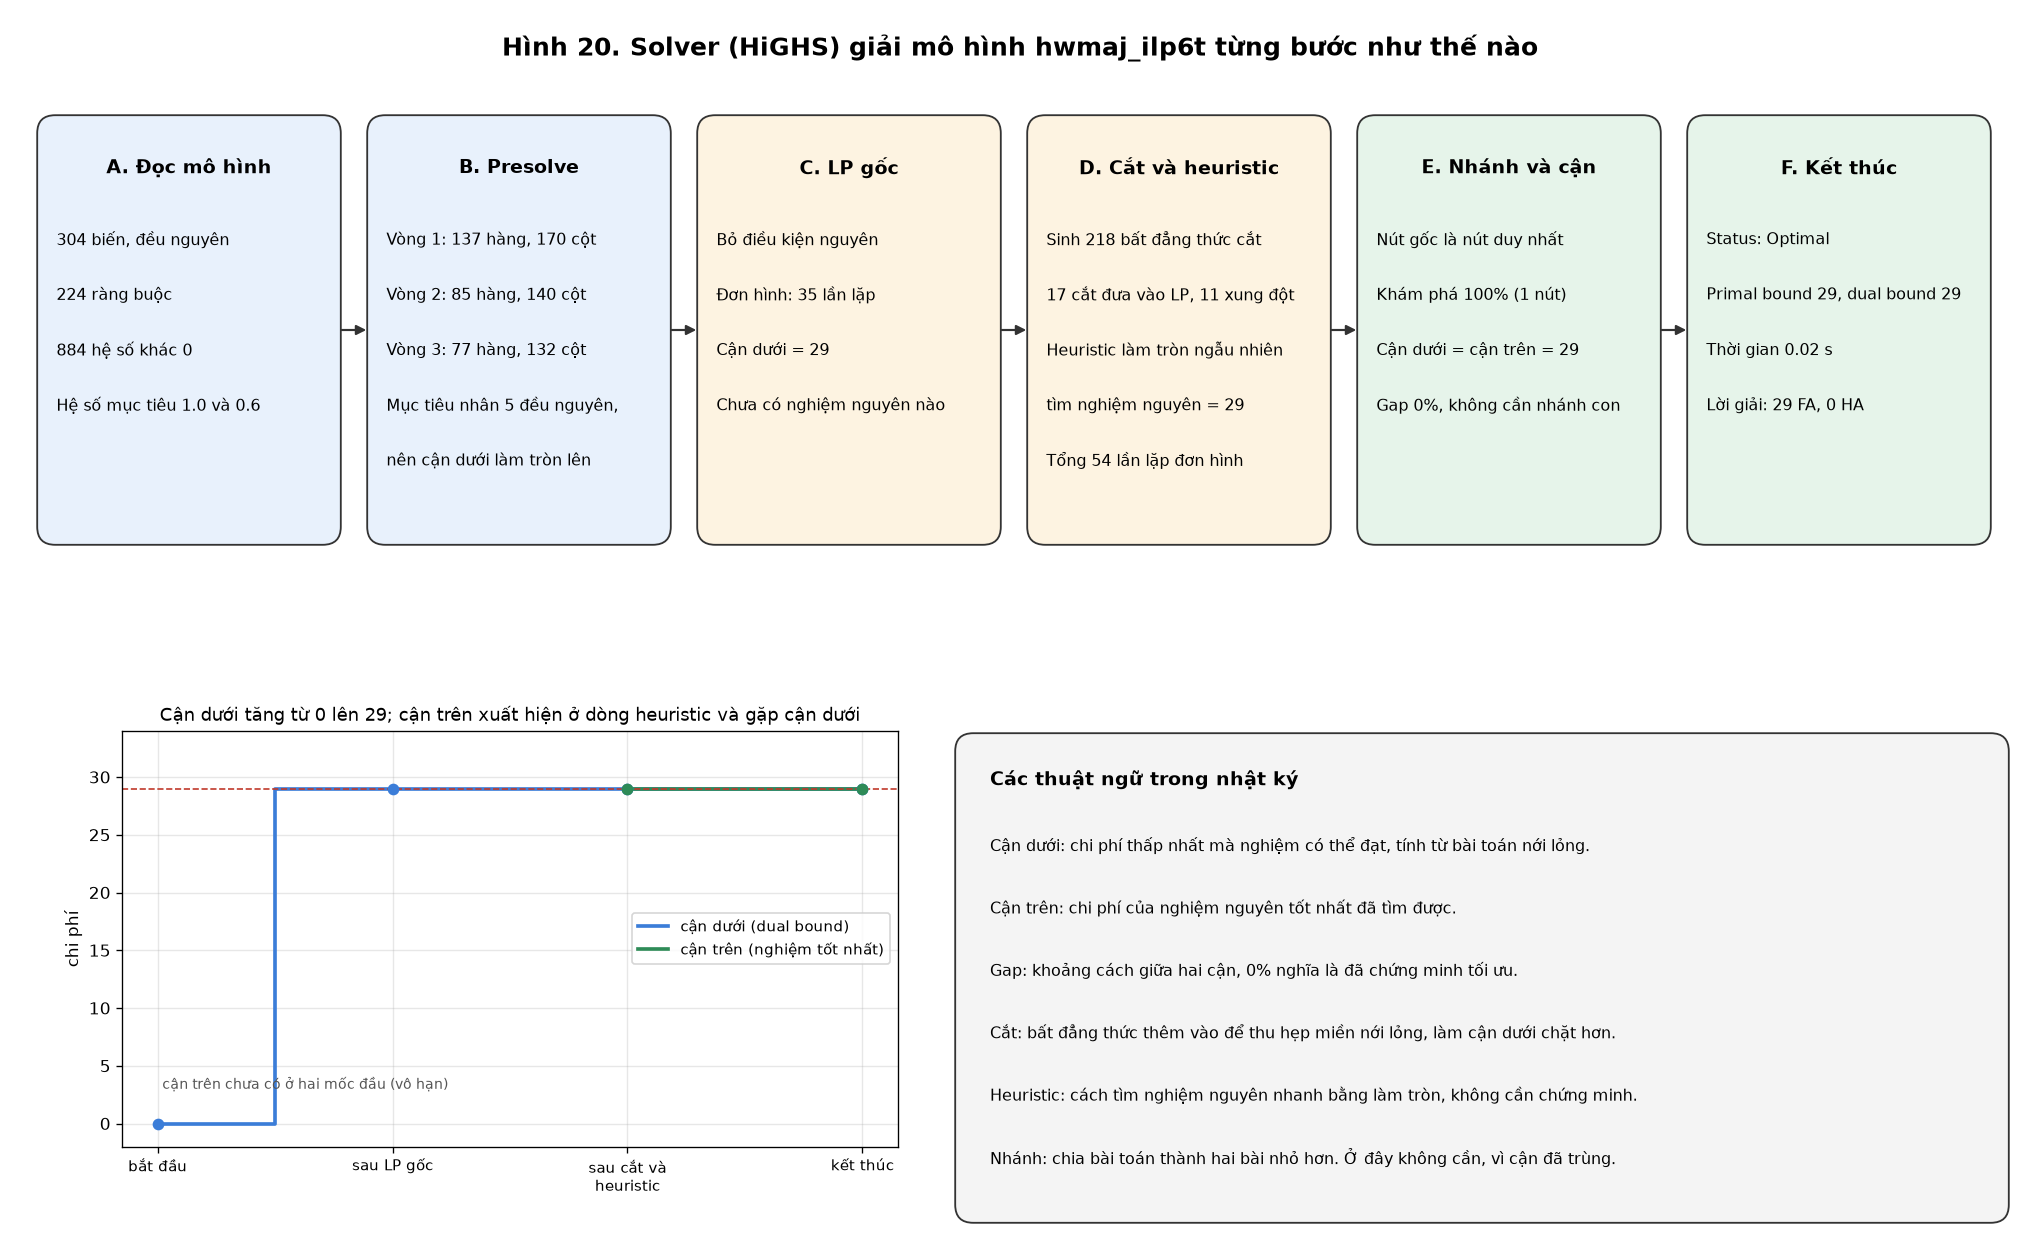 Hình 20. Solver (HiGHS) giải mô hình hwmaj_ilp6t từng bước như thế nào
A. Đọc mô hình
304 biến, đều nguyên
224 ràng buộc
884 hệ số khác 0
Hệ số mục tiêu 1.0 và 0.6
B. Presolve
Vòng 1: 137 hàng, 170 cột
Vòng 2: 85 hàng, 140 cột
Vòng 3: 77 hàng, 132 cột
Mục tiêu nhân 5 đều nguyên,
nên cận dưới làm tròn lên
C. LP gốc
Bỏ điều kiện nguyên
Đơn hình: 35 lần lặp
Cận dưới = 29
Chưa có nghiệm nguyên nào
D. Cắt và heuristic
Sinh 218 bất đẳng thức cắt
17 cắt đưa vào LP, 11 xung đột
Heuristic làm tròn ngẫu nhiên
tìm nghiệm nguyên = 29
Tổng 54 lần lặp đơn hình
E. Nhánh và cận
Nút gốc là nút duy nhất
Khám phá 100% (1 nút)
Cận dưới = cận trên = 29
Gap 0%, không cần nhánh con
F. Kết thúc
Status: Optimal
Primal bound 29, dual bound 29
Thời gian 0.02 s
Lời giải: 29 FA, 0 HA
Cận dưới tăng từ 0 lên 29; cận trên xuất hiện ở dòng heuristic và gặp cận dưới
chi phí
30
25
20
15
10
5
0
cận dưới (dual bound)
cận trên (nghiệm tốt nhất)
cận trên chưa có ở hai mốc đầu (vô hạn)
bắt đầu
sau LP gốc
sau cắt và
heuristic
kết thúc
Các thuật ngữ trong nhật ký
Cận dưới: chi phí thấp nhất mà nghiệm có thể đạt, tính từ bài toán nới lỏng.
Cận trên: chi phí của nghiệm nguyên tốt nhất đã tìm được.
Gap: khoảng cách giữa hai cận, 0% nghĩa là đã chứng minh tối ưu.
Cắt: bất đẳng thức thêm vào để thu hẹp miền nới lỏng, làm cận dưới chặt hơn.
Heuristic: cách tìm nghiệm nguyên nhanh bằng làm tròn, không cần chứng minh.
Nhánh: chia bài toán thành hai bài nhỏ hơn. Ở đây không cần, vì cận đã trùng.